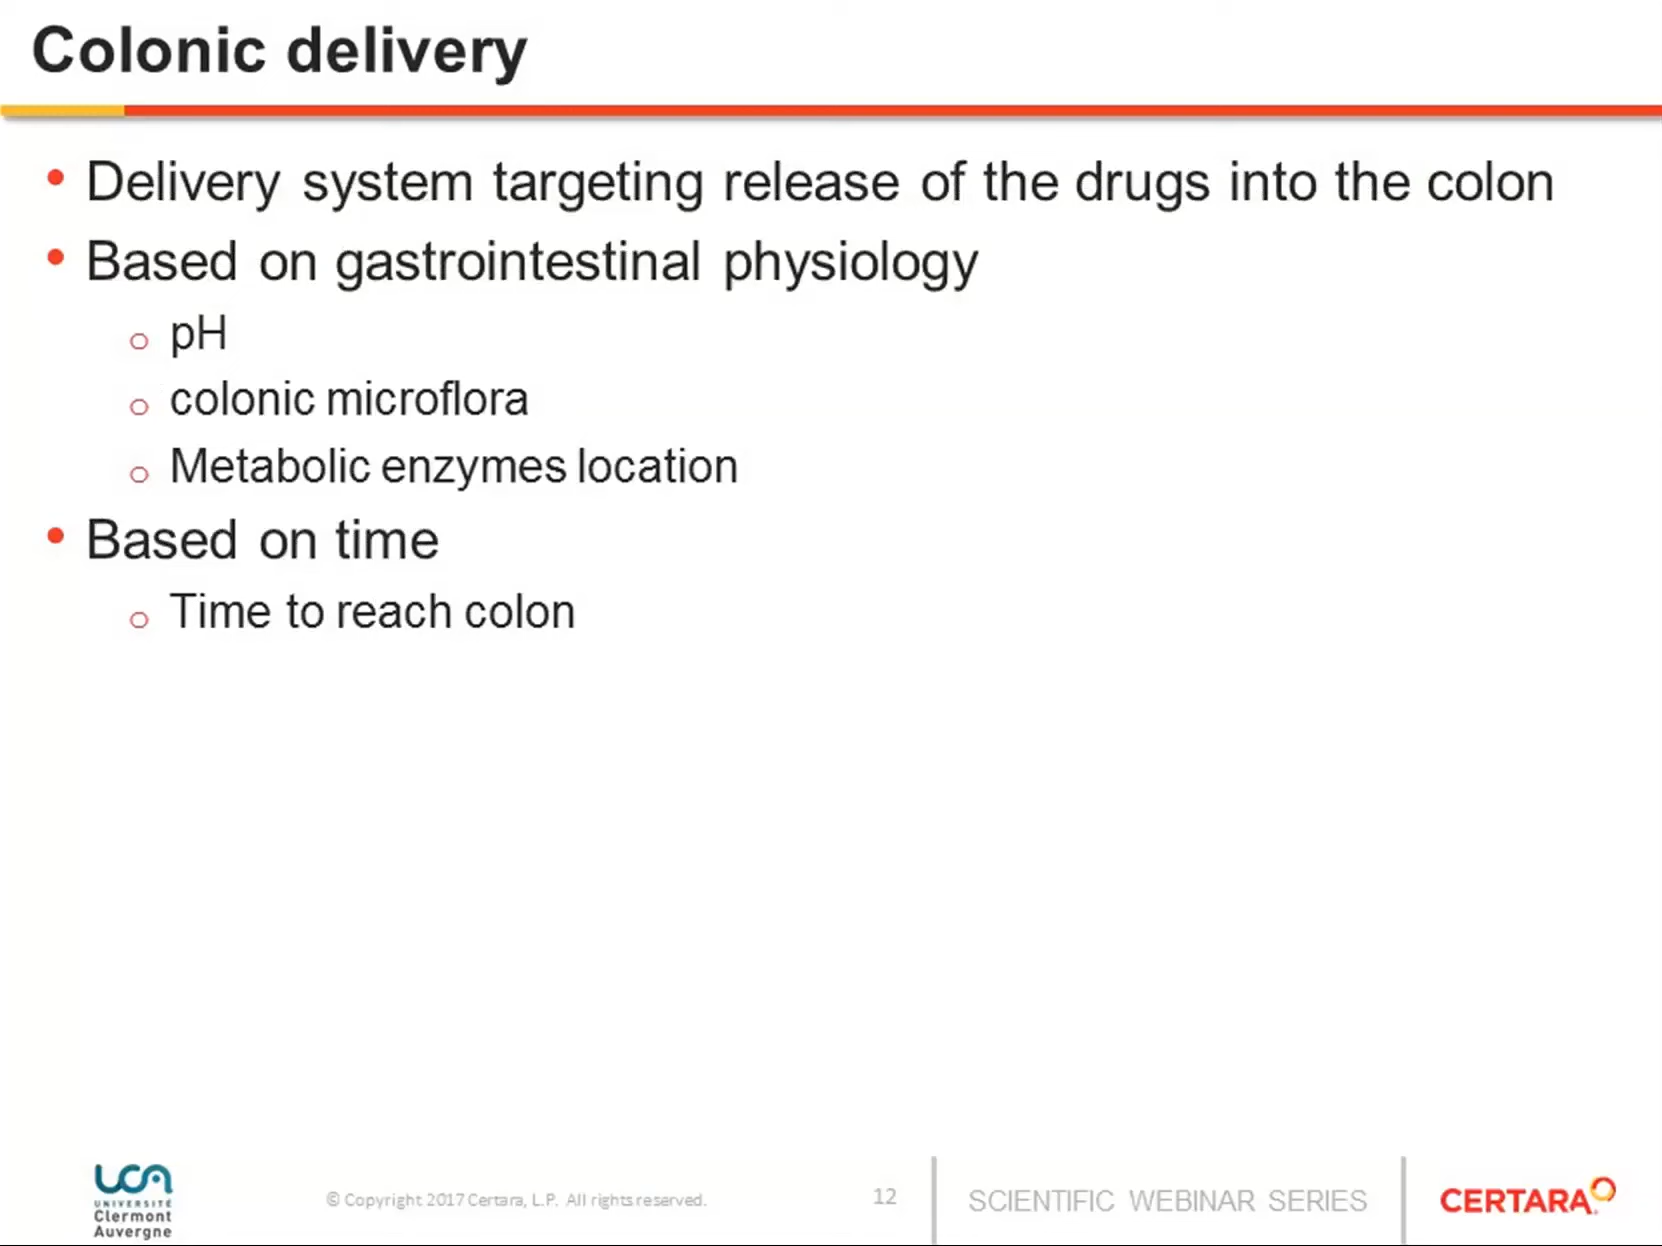 Colonic delivery
• Delivery system targeting release of the drugs into the colon
• Based on gastrointestinal physiology
o pH
o colonic microflora
o Metabolic enzymes location
• Based on time
o Time to reach colon
UCA
UNIVERSITÉ
Clermont
Auvergne
© Copyright 2017 Certara, L.P. All rights reserved.
12
SCIENTIFIC WEBINAR SERIES
CERTARA